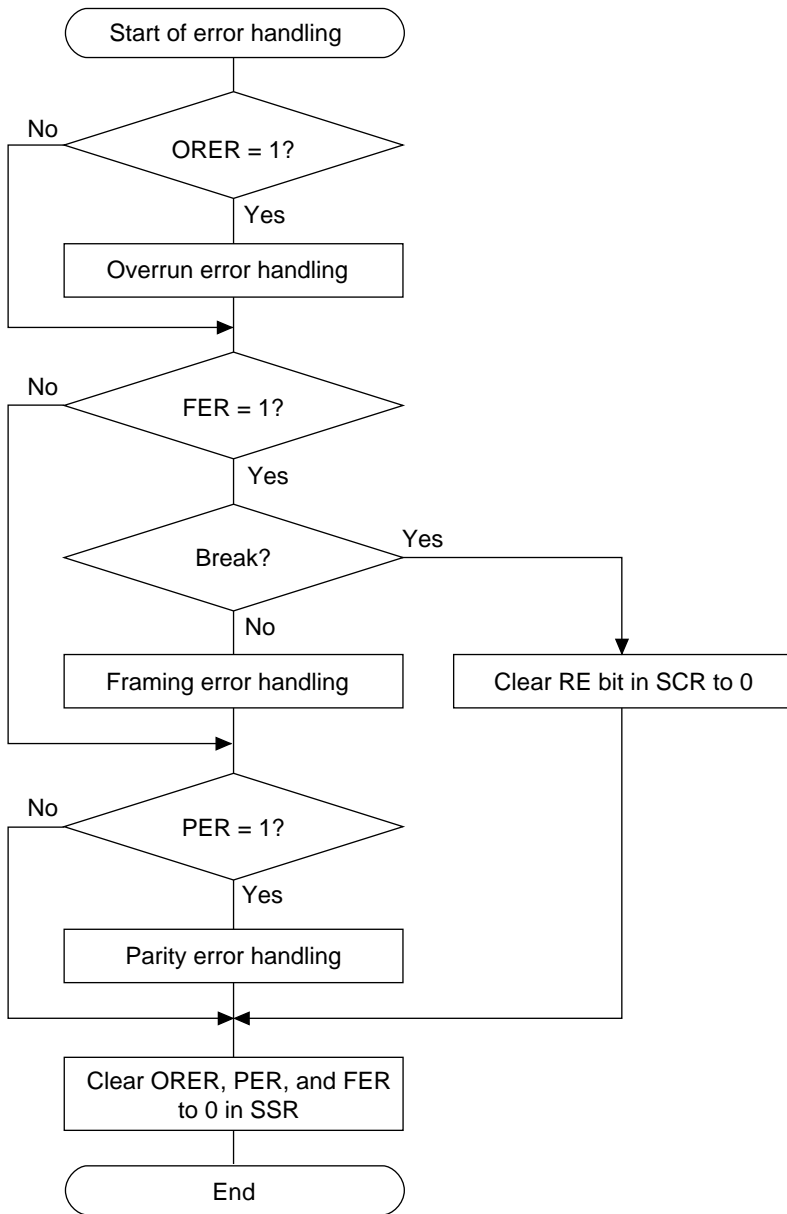 Start of error handling
No
ORER = 1?
Yes
Overrun error handling
No
FER = 1?
Yes
Break?
Yes
No
Framing error handling
Clear RE bit in SCR to 0
No
PER = 1?
Yes
Parity error handling
Clear ORER, PER, and FER
to 0 in SSR
End